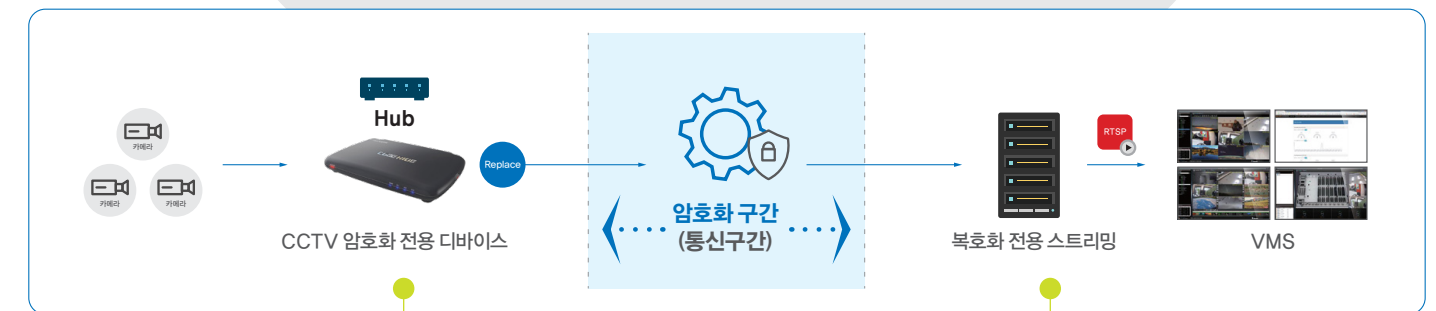 Hub
카메라
카메라
카메라
Replace
CCTV 암호화 전용 디바이스
암호화 구간
(통신구간)
복호화 전용 스트리밍
RTSP
VMS